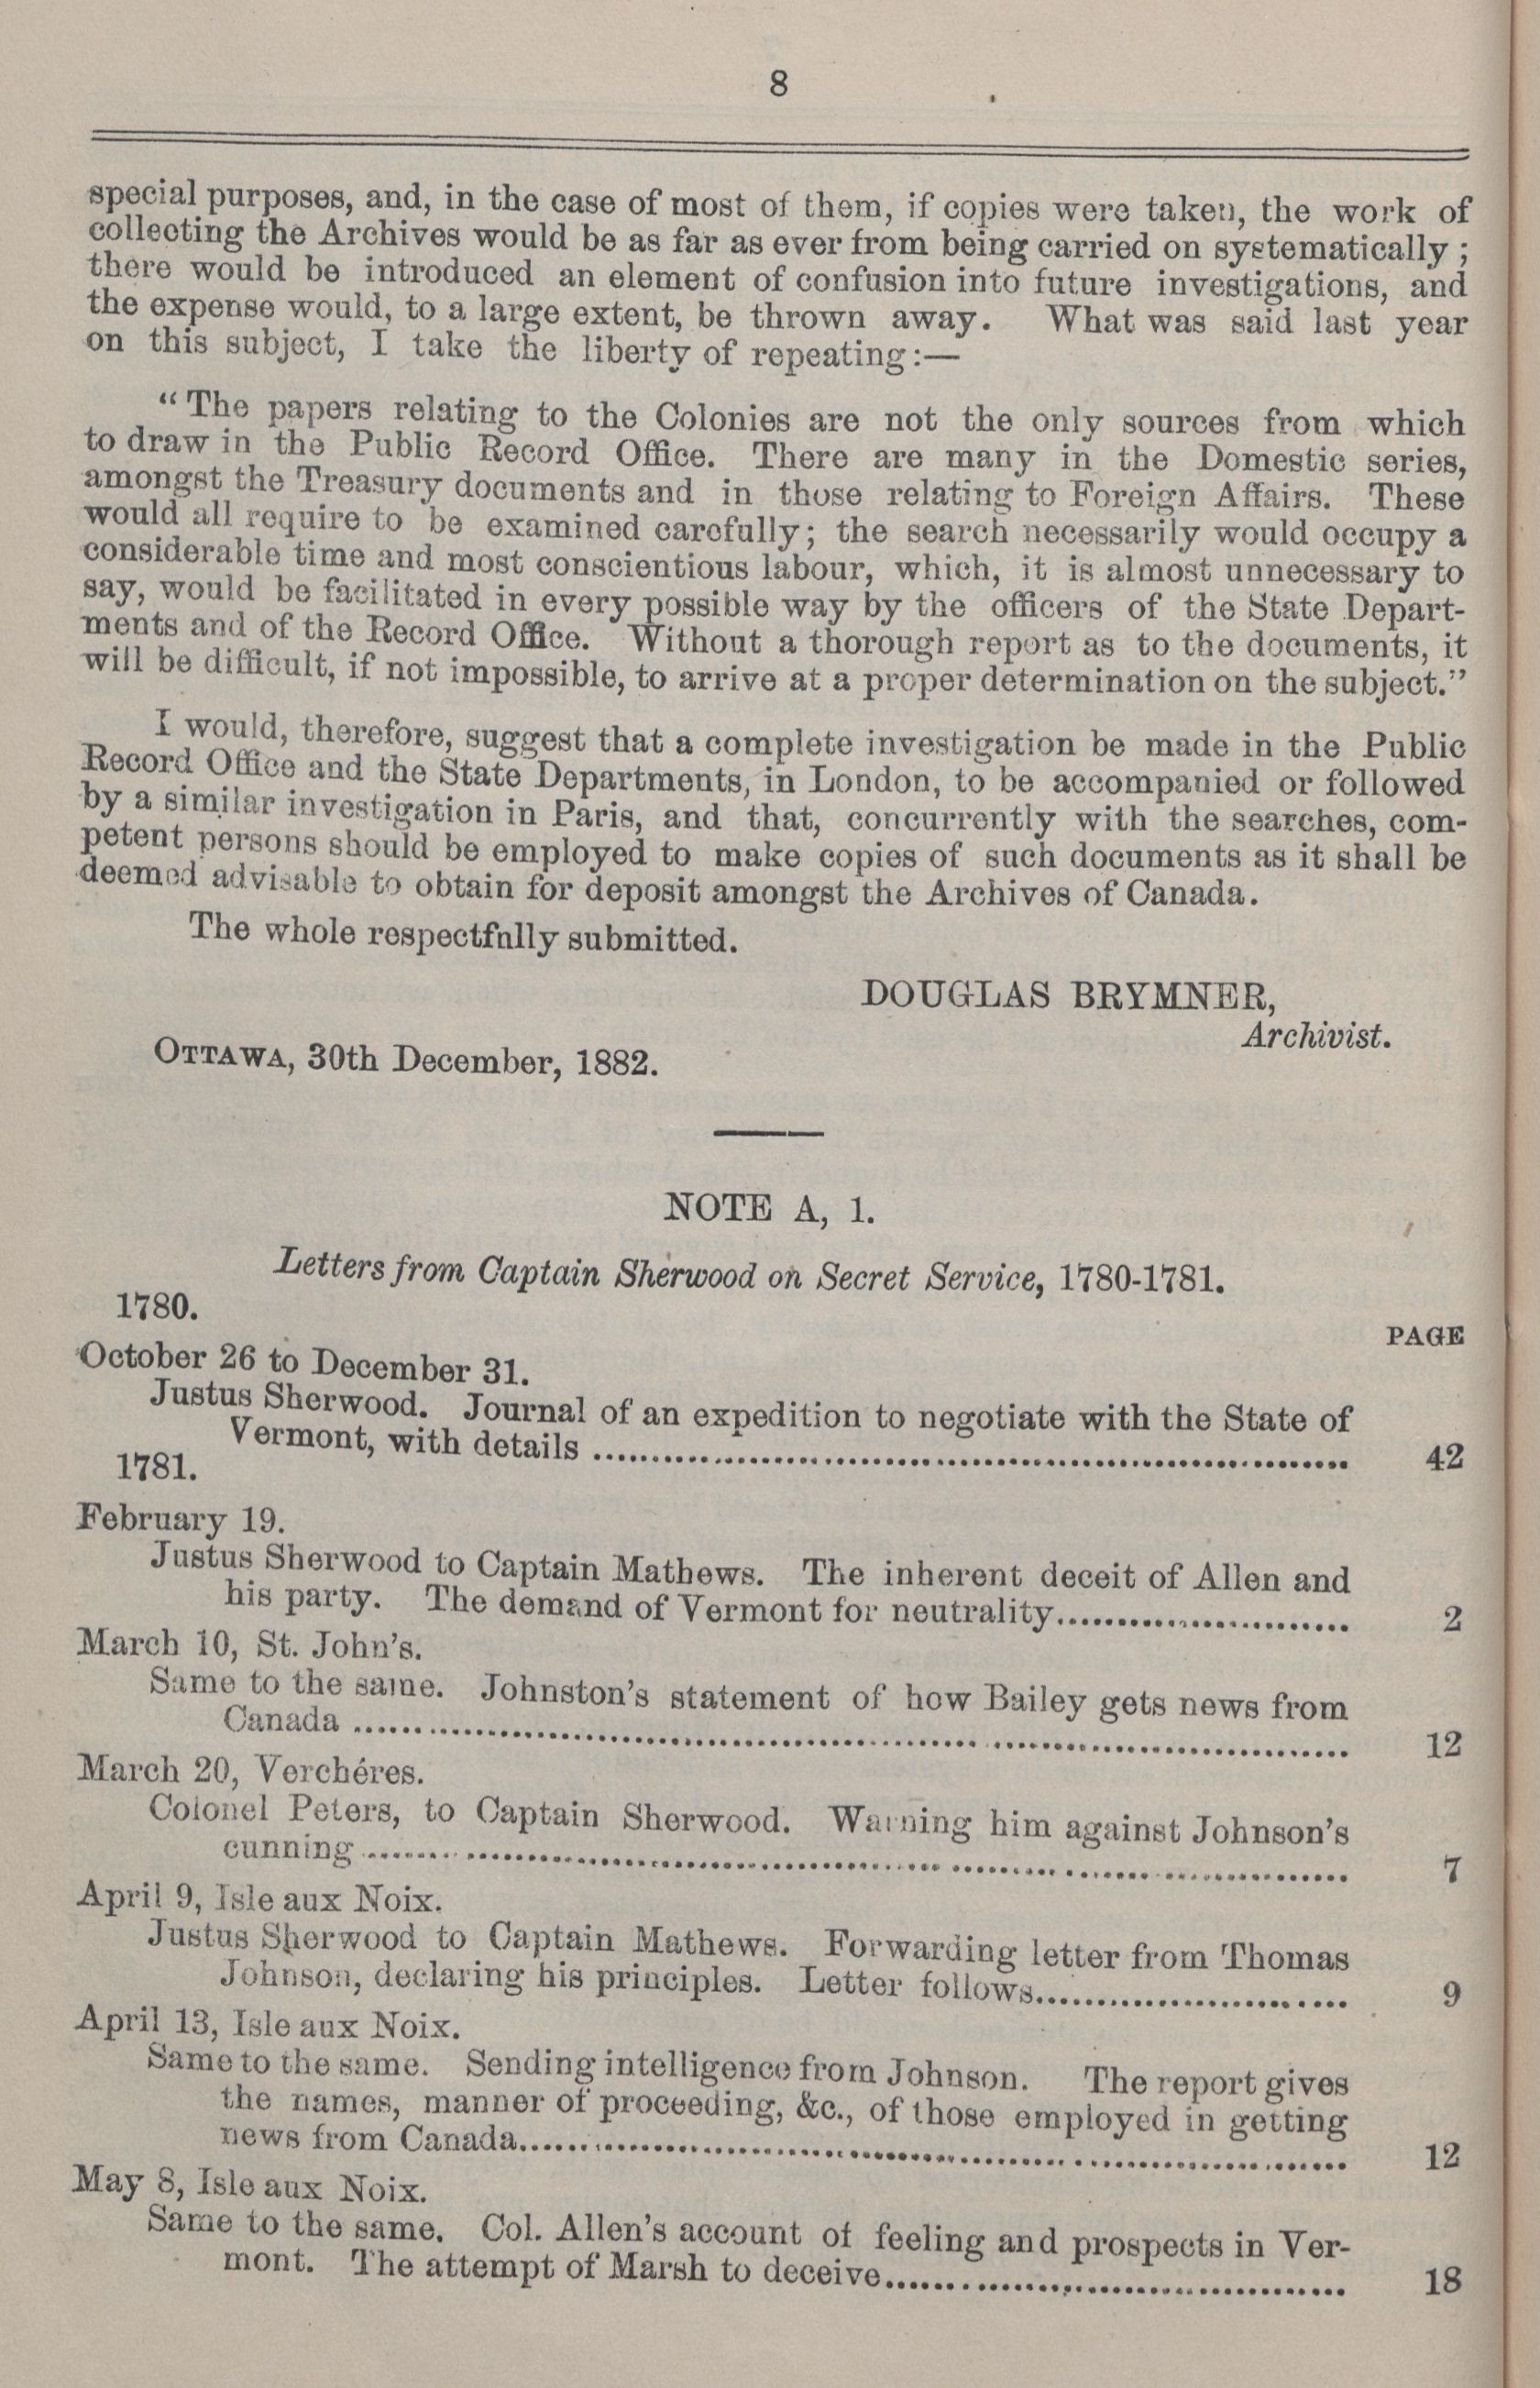 8
special purposes, and, in the case of most of them, if copies were taken, the work of
collecting the Archives would be as far as ever from being carried on systematically ;
there would be introduced an element of confusion into future investigations, and
the expense would, to a large extent, be thrown away. What was said last year
on this subject, I take the liberty of repeating:—
“The papers relating to the Colonies are not the only sources from which
to draw in the Public Record Office. There are many in the Domestic series,
amongst the Treasury documents and in those relating to Foreign Affairs. These
would all require to be examined carefully; the search necessarily would occupy a
considerable time and most conscientious labour, which, it is almost unnecessary to
say, would be facilitated in every possible way by the officers of the State Depart-
ments and of the Record Office. Without a thorough report as to the documents, it
will be difficult, if not impossible, to arrive at a proper determination on the subject.”
I would, therefore, suggest that a complete investigation be made in the Public
Record Office and the State Departments, in London, to be accompanied or followed
by a similar investigation in Paris, and that, concurrently with the searches, com-
petent persons should be employed to make copies of such documents as it shall be
deemed advisable to obtain for deposit amongst the Archives of Canada.
The whole respectfully submitted.
DOUGLAS BRYMNER,
Archivist.
OTTAWA, 30th December, 1882.
NOTE A, 1.
Letters from Captain Sherwood on Secret Service, 1780-1781.
1780.
PAGE
October 26 to December 31.
Justus Sherwood. Journal of an expedition to negotiate with the State of
Vermont, with details ........ 42
1781.
February 19.
Justus Sherwood to Captain Mathews. The inherent deceit of Allen and
his party. The demand of Vermont for neutrality........ 2
March 10, St. John's.
Same to the same. Johnston's statement of how Bailey gets news from
Canada ........ 12
March 20, Verchéres.
Colonel Peters, to Captain Sherwood. Warning him against Johnson's
cunning ........ 7
April 9, Isle aux Noix.
Justus Sherwood to Captain Mathews. Forwarding letter from Thomas
Johnson, declaring his principles. Letter follows........ 9
April 13, Isle aux Noix.
Same to the same. Sending intelligence from Johnson. The report gives
the names, manner of proceeding, &c., of those employed in getting
news from Canada........ 12
May 8, Isle aux Noix.
Same to the same. Col. Allen's account of feeling and prospects in Ver-
mont. The attempt of Marsh to deceive........ 18